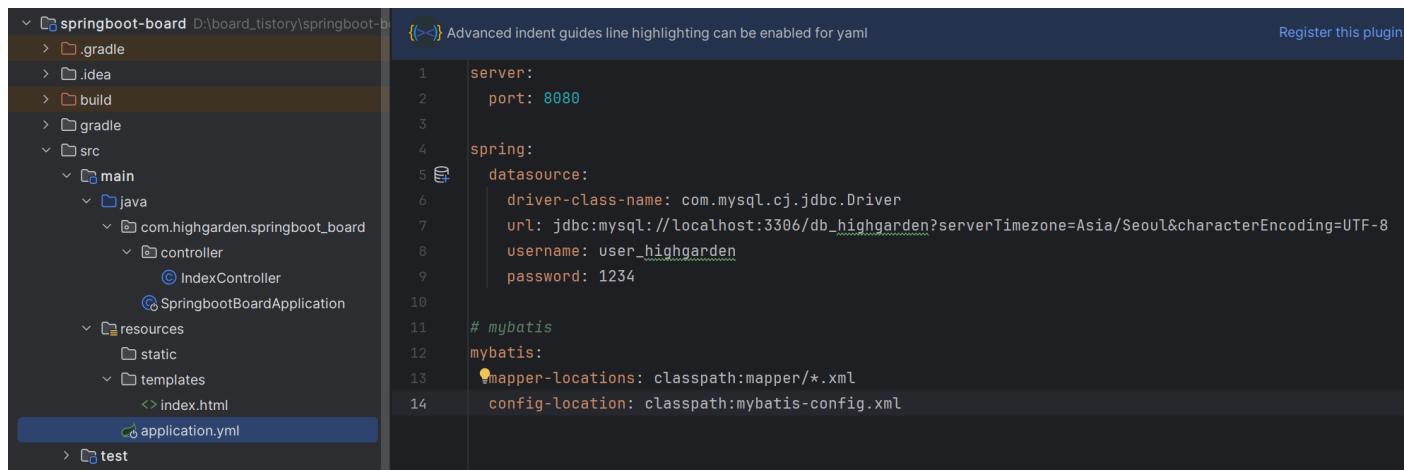 springboot-board D:\board_tistory\springboot-b
.gradle
.idea
build
gradle
src
main
java
com.highgarden.springboot_board
controller
IndexController
SpringbootBoardApplication
resources
static
templates
index.html
application.yml
test
Advanced indent guides line highlighting can be enabled for yaml
Register this plugin
1 server:
2 port: 8080
3
4 spring:
5 datasource:
6 driver-class-name: com.mysql.cj.jdbc.Driver
7 url: jdbc:mysql://localhost:3306/db_highgarden?serverTimezone=Asia/Seoul&characterEncoding=UTF-8
8 username: user_highgarden
9 password: 1234
10
11 # mybatis
12 mybatis:
13 mapper-locations: classpath:mapper/*.xml
14 config-location: classpath:mybatis-config.xml